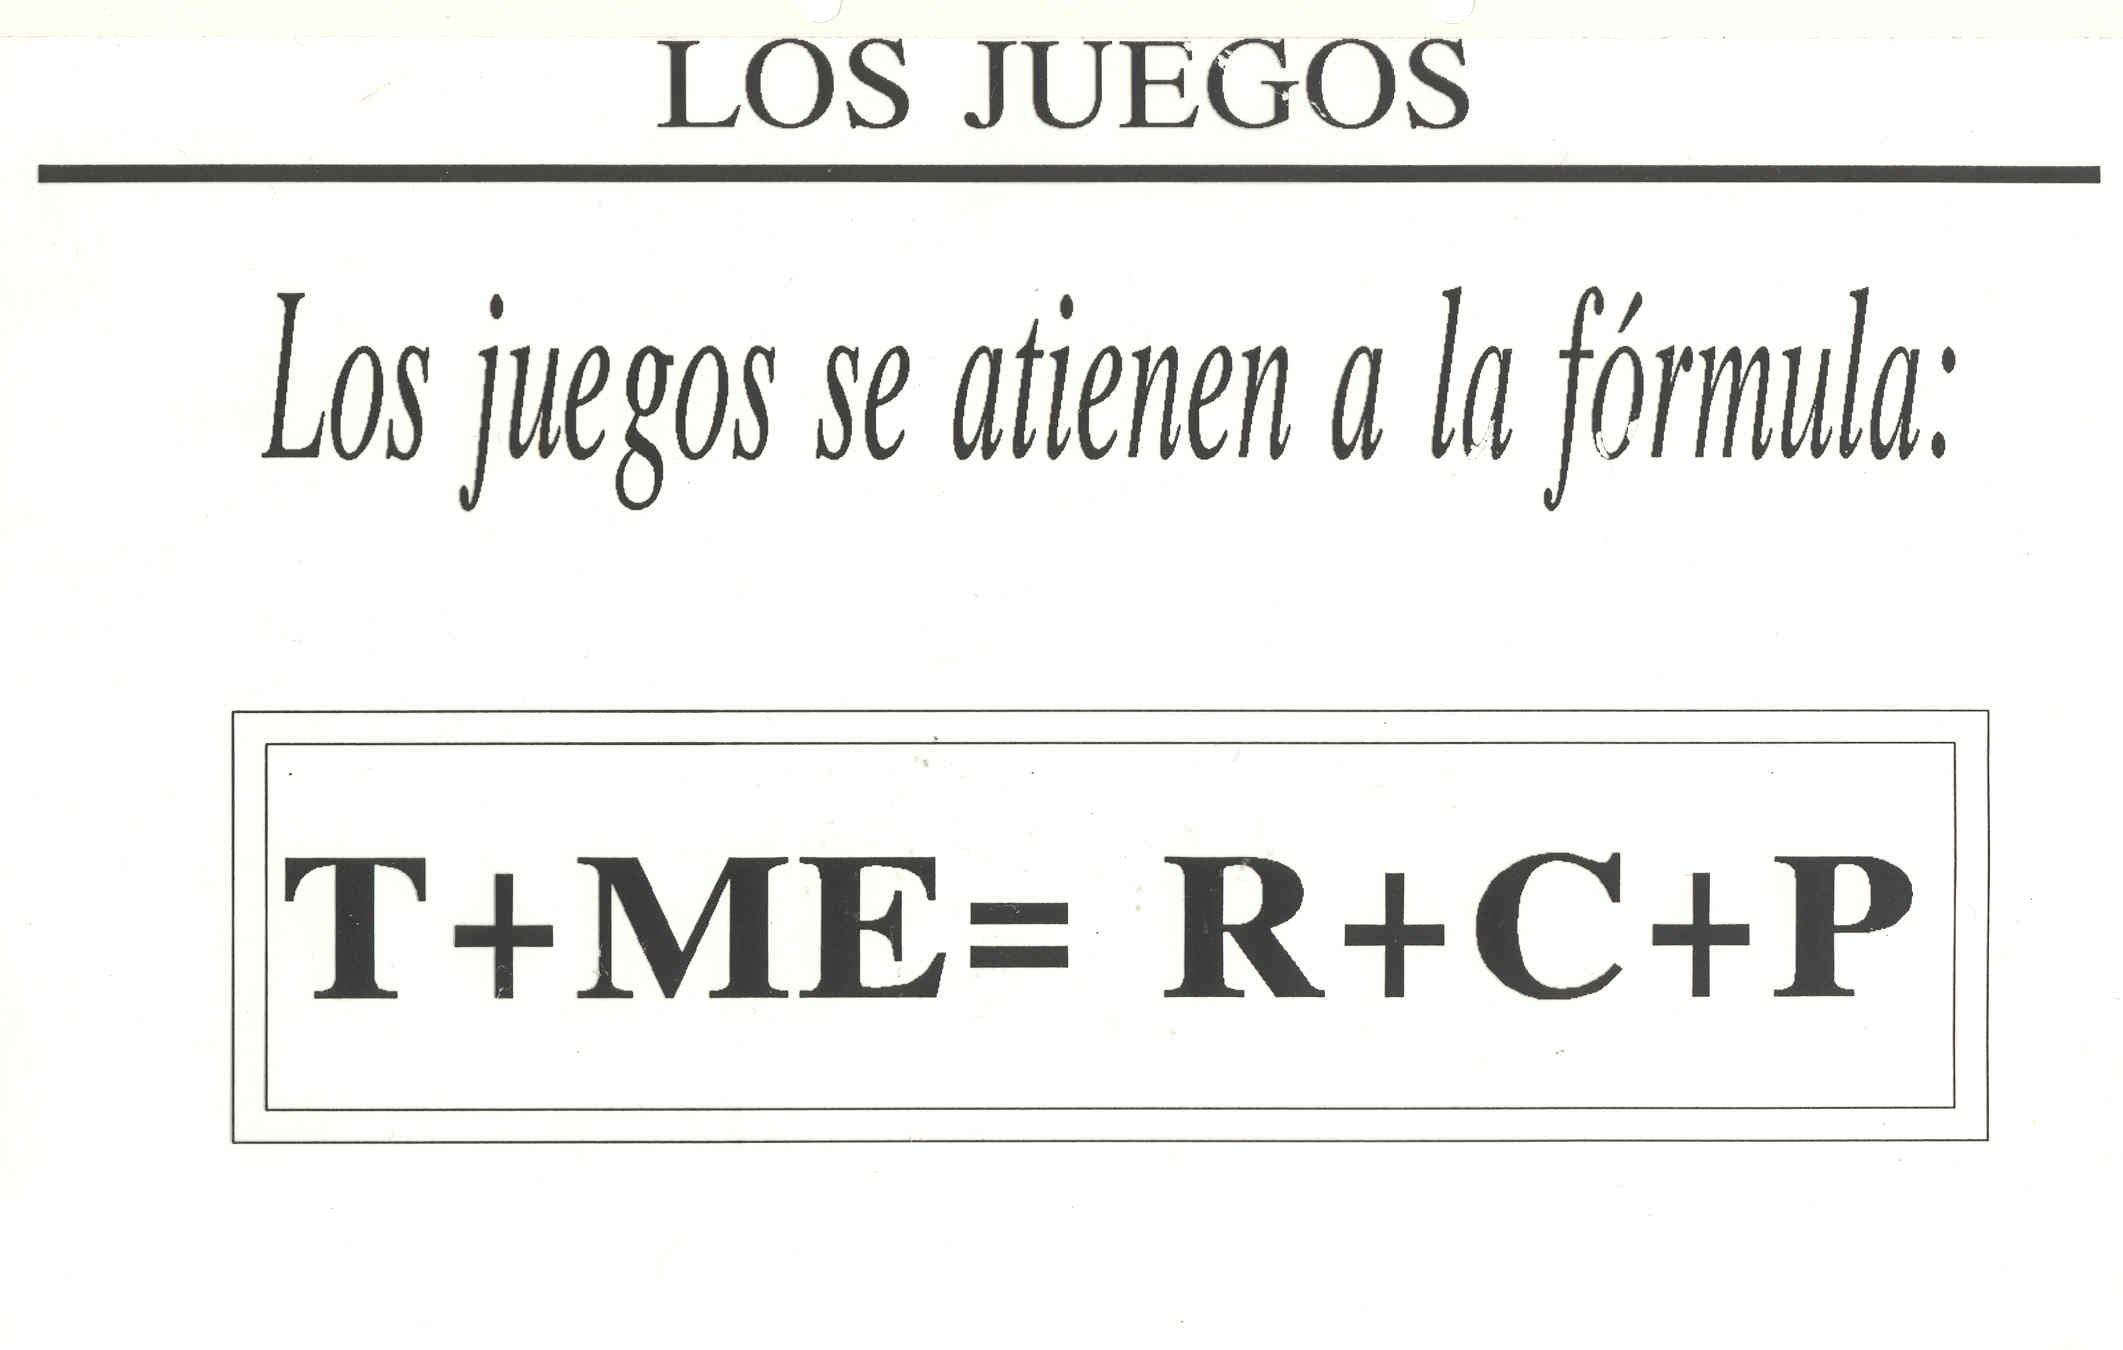 LOS JUEGOS
Los juegos se atienen a la fórmula:
T+ME= R+C+P